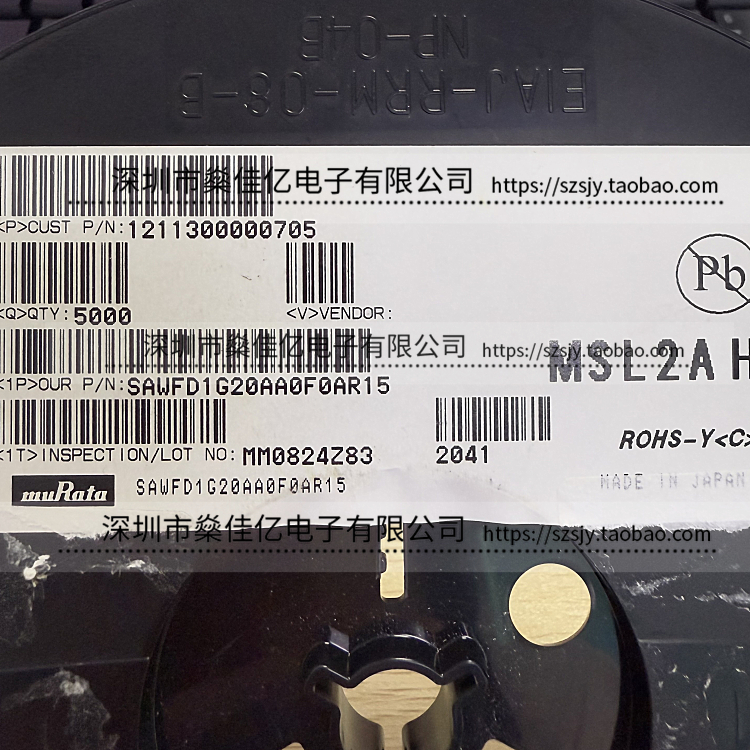 NP-04B
EIAJ-RRM-08-B
深圳市燊佳亿电子有限公司 https://szsjy.taobao.com
<P>CUST P/N:1211300000705
Pb
<Q>QTY: 5000 <V>VENDOR:
深圳市燊佳亿电子有限公司 https://szsjy.taobao.com
MSL2A H
<1P>OUR P/N:SAWFD1G20AA0F0AR15
ROHS-Y<C>
<1T>INSPECTION/LOT NO: MM0824Z83 2041
muRata SAWFD1G20AA0F0AR15 MADE IN JAPAN
深圳市燊佳亿电子有限公司 https://szsjy.taobao.com